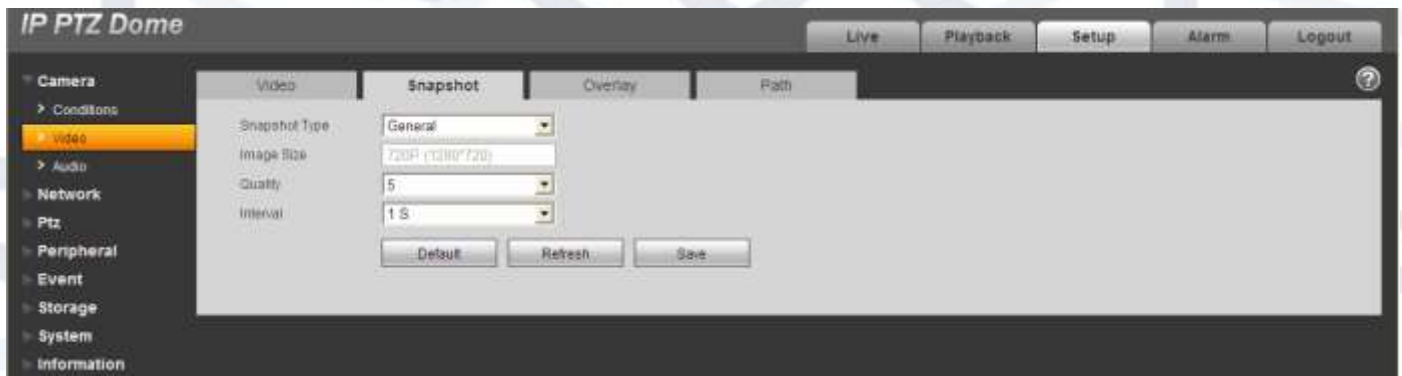 IP PTZ Dome
Live Playback Setup Alarm Logout
Camera
Conditions
Video
Audio
Network
Ptz
Peripheral
Event
Storage
System
Information
Video Snapshot Overlay Path
Snapshot Type General
Image Size 720P (1280*720)
Quality 5
Interval 1 S
Default Refresh Save
?